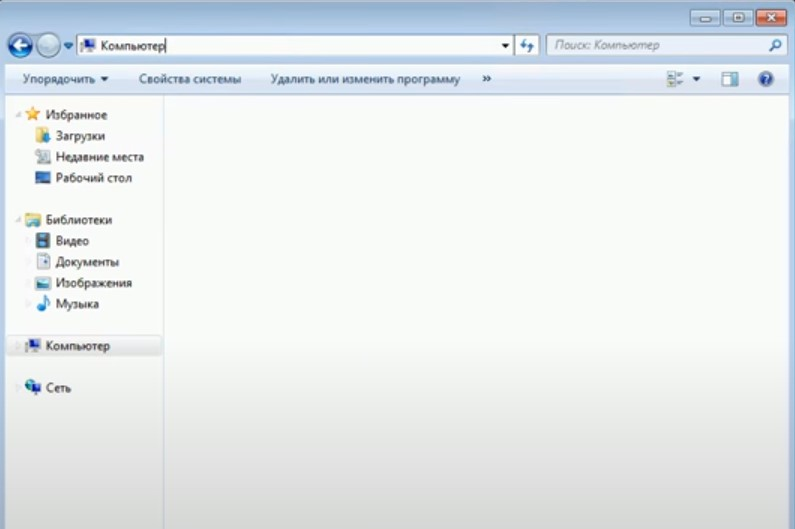 Компьютер
Поиск: Компьютер
Упорядочить Свойства системы Удалить или изменить программу »
Избранное
Загрузки
Недавние места
Рабочий стол
Библиотеки
Видео
Документы
Изображения
Музыка
Компьютер
Сеть